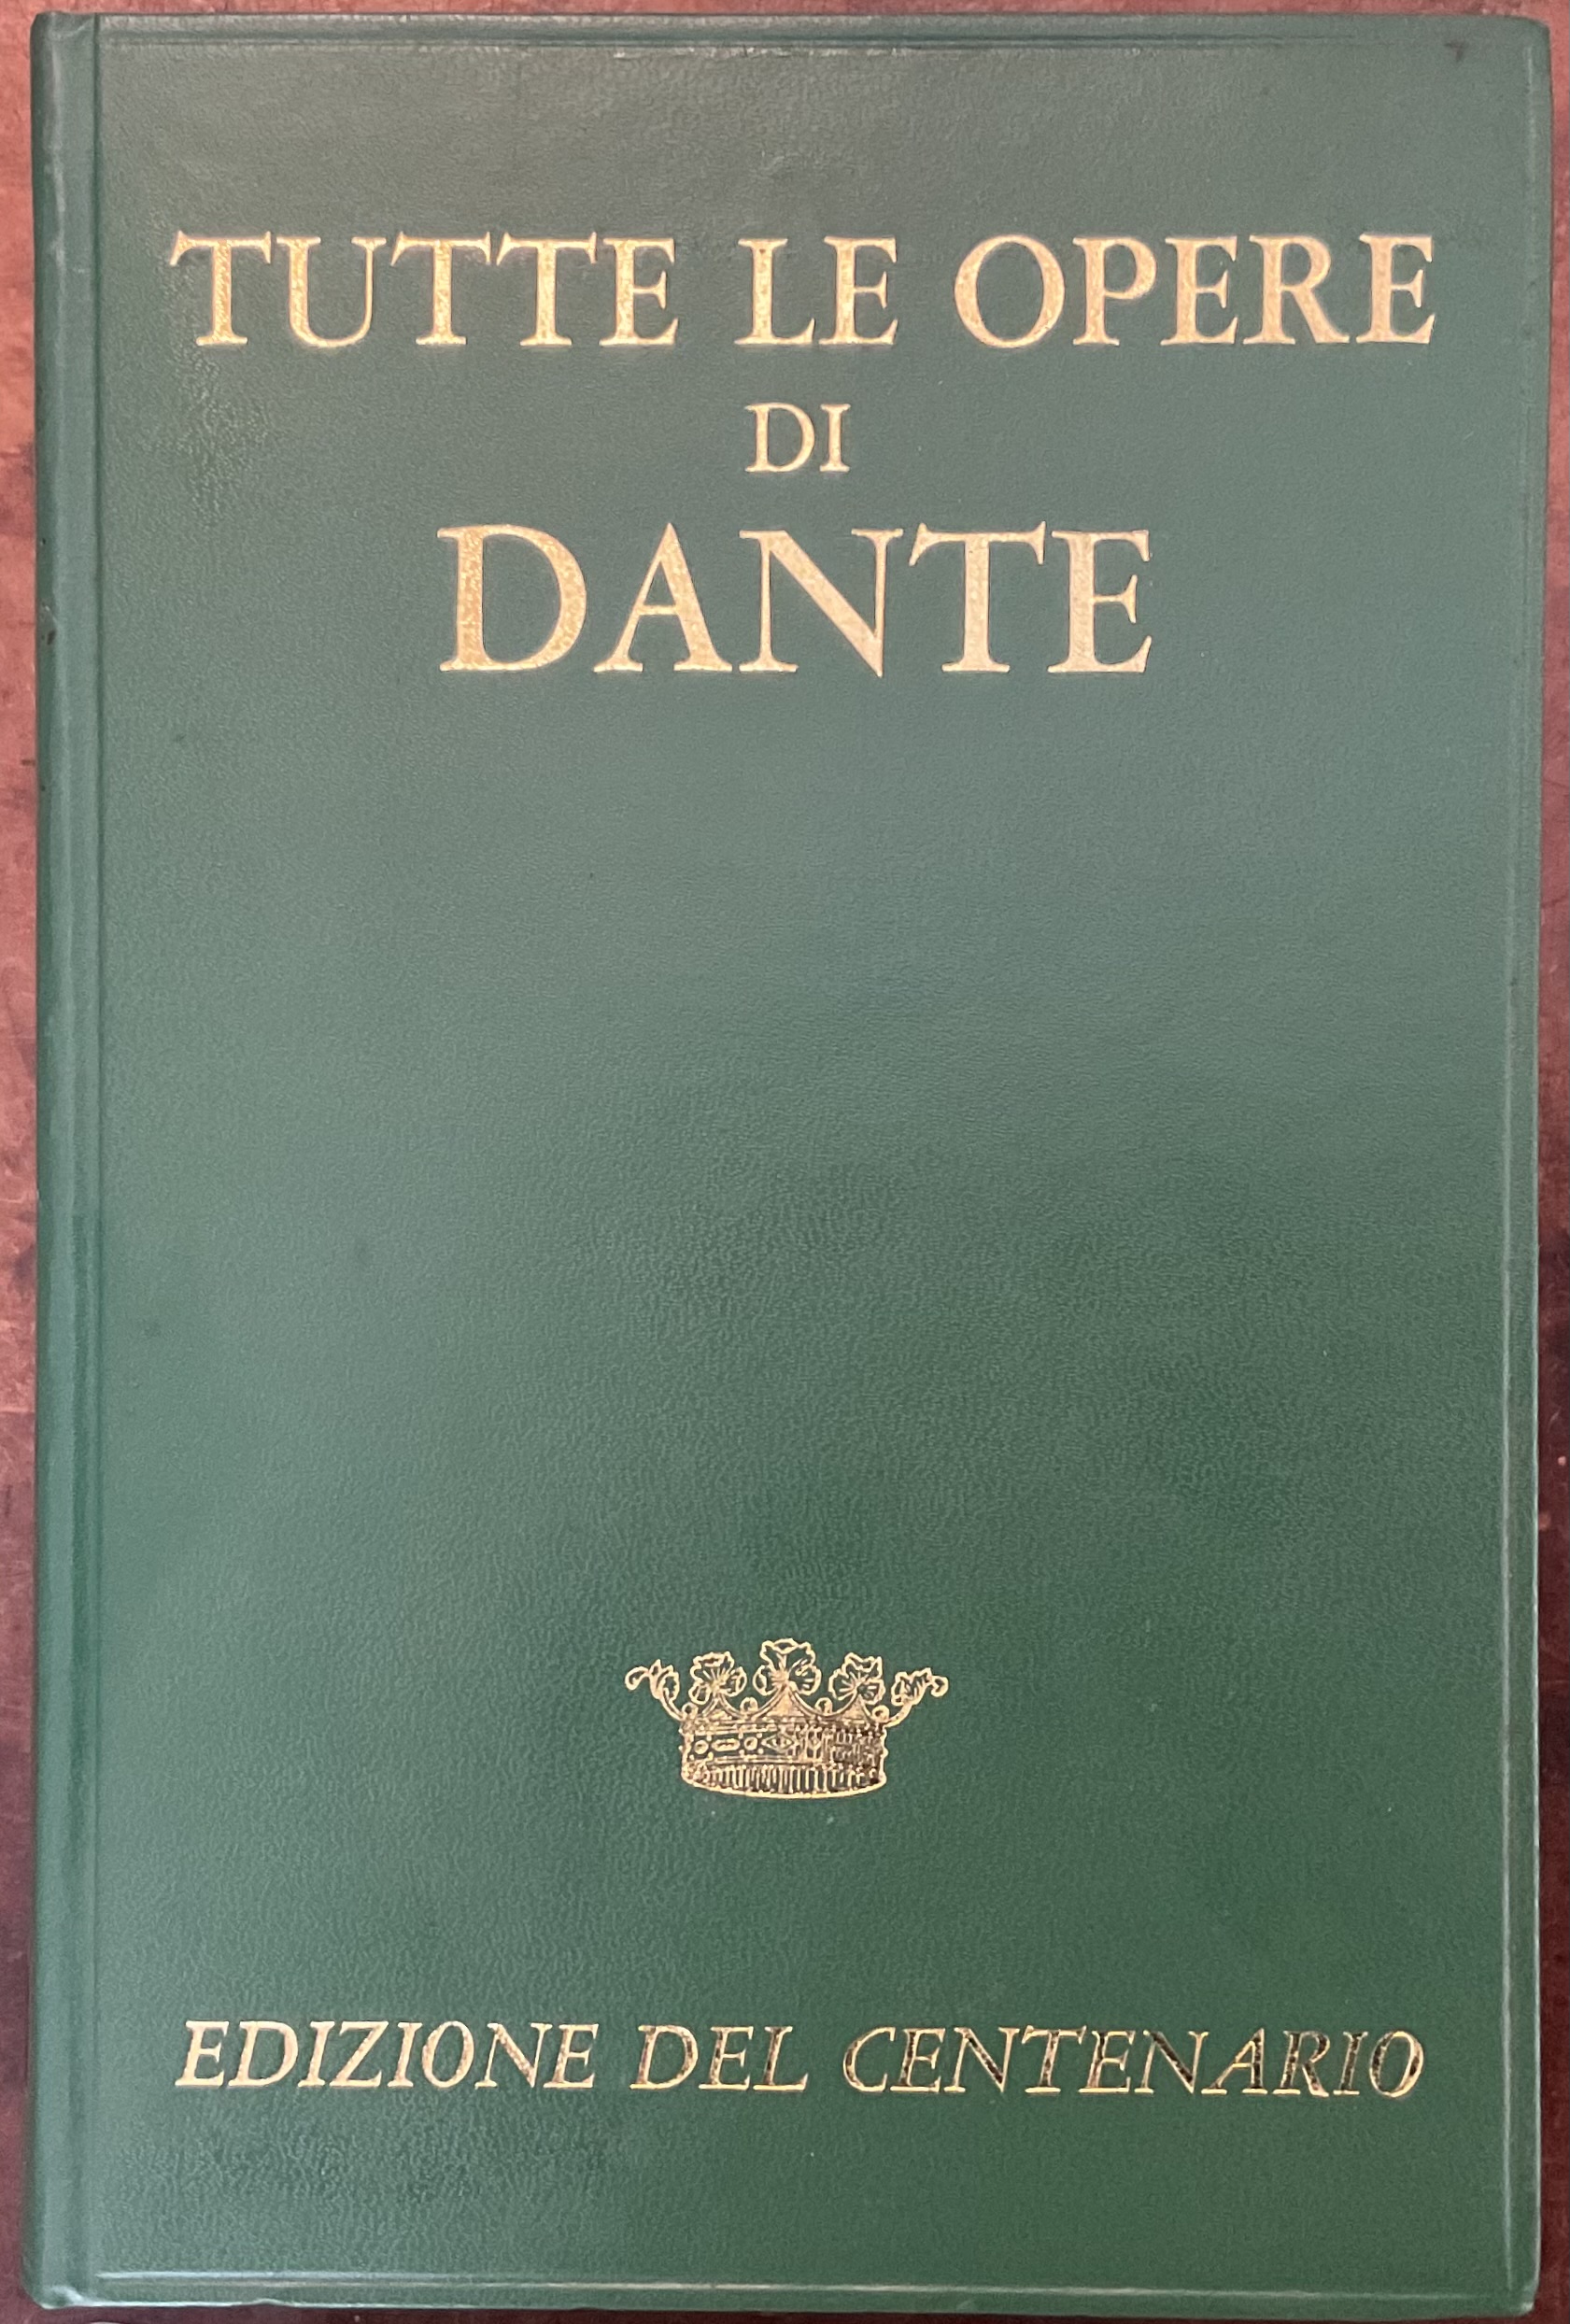 TUTTE LE OPERE
DI
DANTE
EDIZIONE DEL CENTENARIO